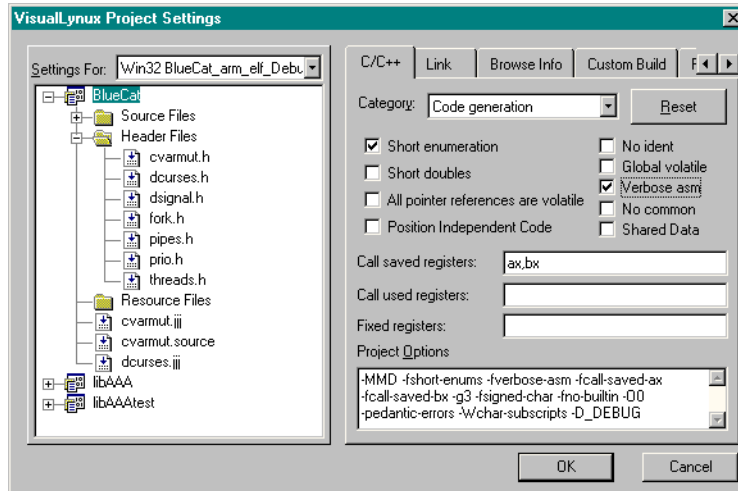 VisualLynux Project Settings
Settings For: Win32 BlueCat_arm_elf_Debu
BlueCat
Source Files
Header Files
cvarmut.h
dcurses.h
dsignal.h
fork.h
pipes.h
prio.h
threads.h
Resource Files
cvarmut.jjj
cvarmut.source
dcurses.jjj
libAAA
libAAAtest
C/C++ Link Browse Info Custom Build
Category: Code generation Reset
Short enumeration
Short doubles
All pointer references are volatile
Position Independent Code
No ident
Global volatile
Verbose asm
No common
Shared Data
Call saved registers: ax,bx
Call used registers:
Fixed registers:
Project Options
-MMD -fshort-enums -fverbose-asm -fcall-saved-ax
-fcall-saved-bx -g3 -fsigned-char -fno-builtin -O0
-pedantic-errors -Wchar-subscripts -D_DEBUG
OK Cancel